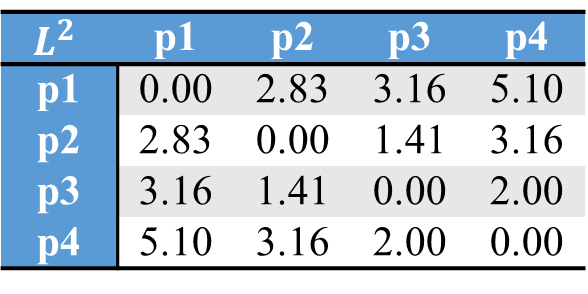 L² p1 p2 p3 p4
p1 0.00 2.83 3.16 5.10
p2 2.83 0.00 1.41 3.16
p3 3.16 1.41 0.00 2.00
p4 5.10 3.16 2.00 0.00